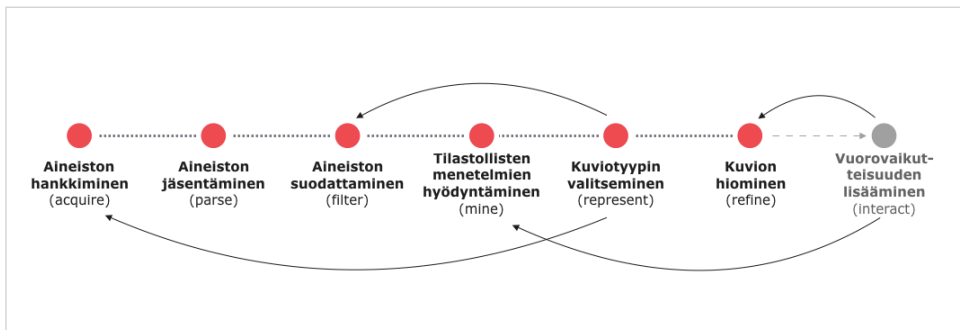 Aineiston
hankkiminen
(acquire)
Aineiston
jäsentäminen
(parse)
Aineiston
suodattaminen
(filter)
Tilastollisten
menetelmien
hyödyntäminen
(mine)
Kuviotyypin
valitseminen
(represent)
Kuvion
hiominen
(refine)
Vuorovaikut-
teisuuden
lisääminen
(interact)